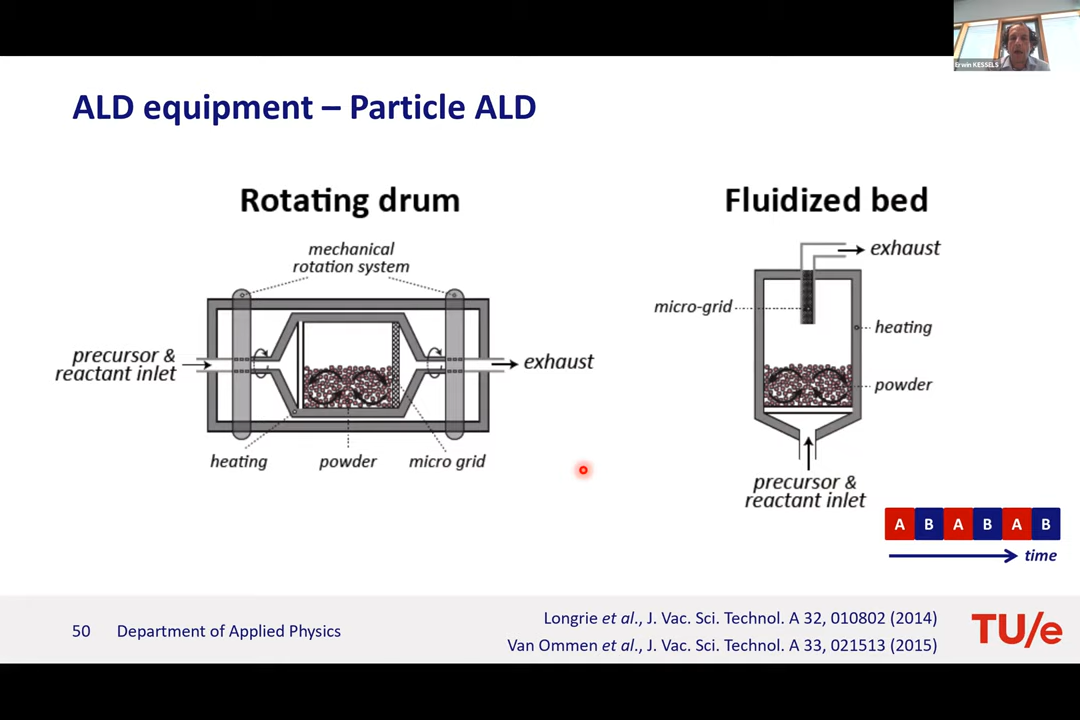 Erwin KESSELS
ALD equipment – Particle ALD
Rotating drum
mechanical
rotation system
precursor &
reactant inlet
exhaust
heating
powder
micro grid
Fluidized bed
exhaust
micro-grid
heating
powder
precursor &
reactant inlet
A B A B A B
time
50 Department of Applied Physics
Longrie et al., J. Vac. Sci. Technol. A 32, 010802 (2014)
Van Ommen et al., J. Vac. Sci. Technol. A 33, 021513 (2015)
TU/e